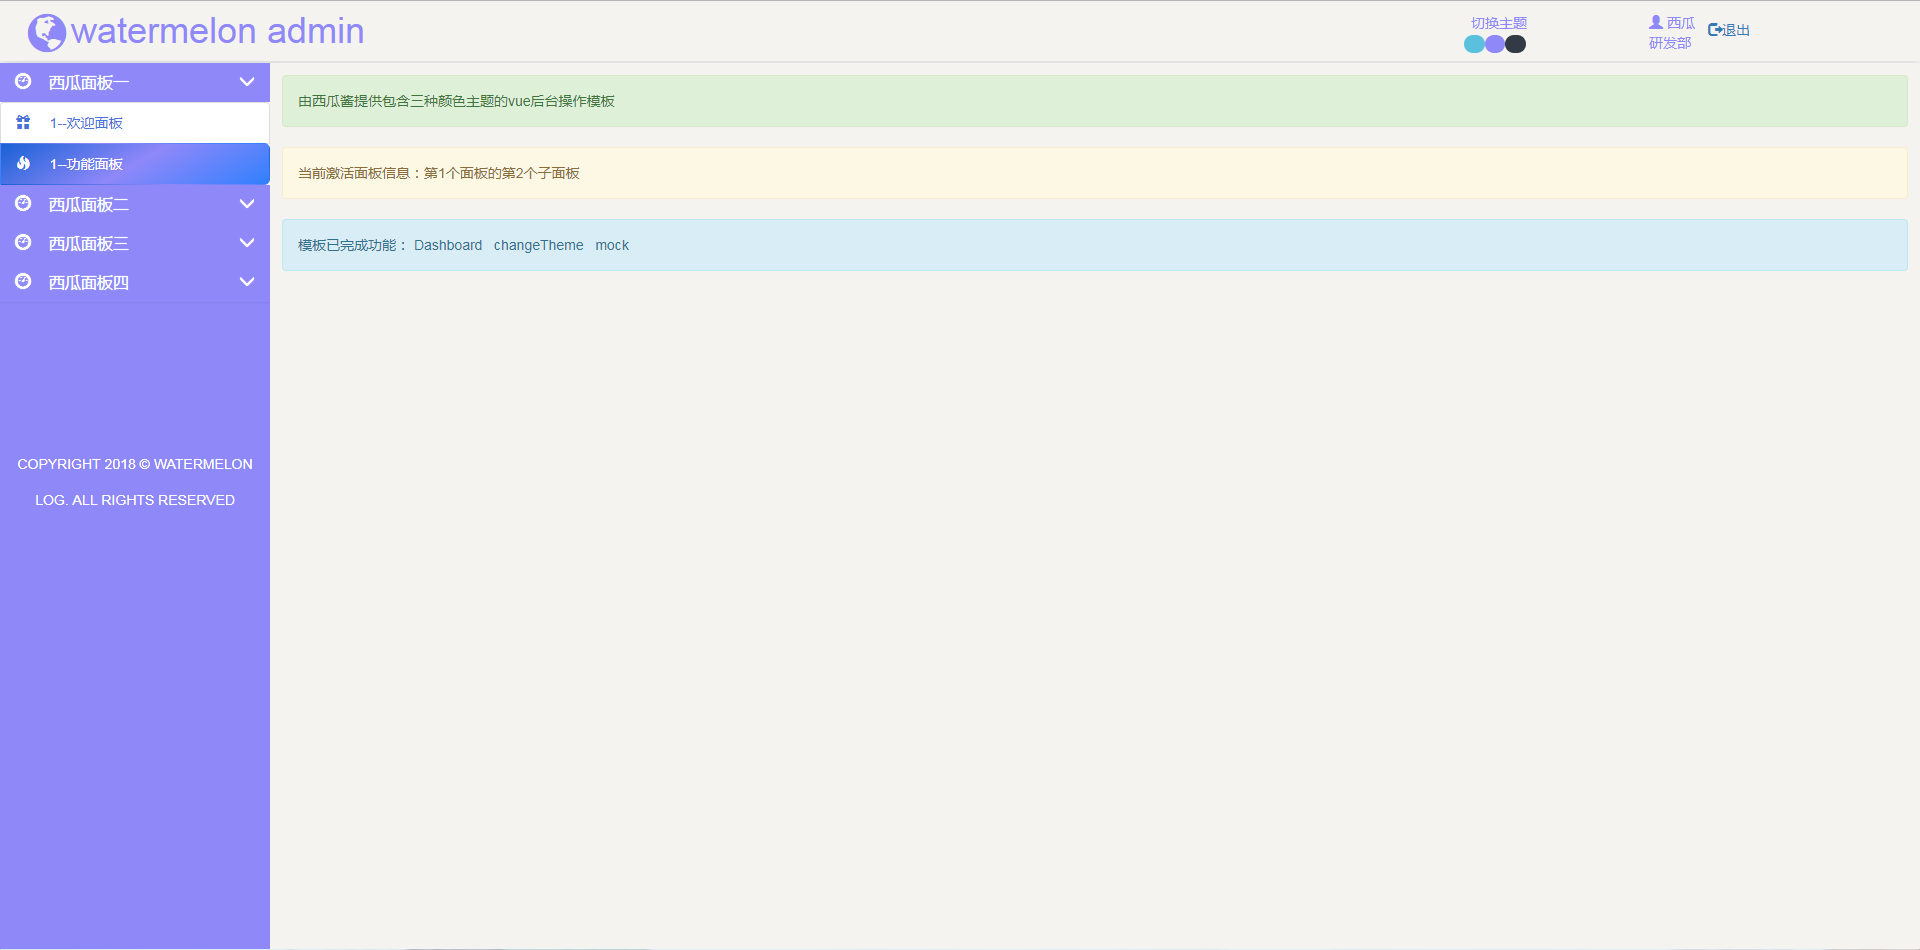 watermelon admin
切换主题
西瓜
研发部
退出
西瓜面板一
1--欢迎面板
1--功能面板
西瓜面板二
西瓜面板三
西瓜面板四
COPYRIGHT 2018 © WATERMELON
LOG. ALL RIGHTS RESERVED
由西瓜酱提供包含三种颜色主题的vue后台操作模板
当前激活面板信息：第1个面板的第2个子面板
模板已完成功能： Dashboard changeTheme mock